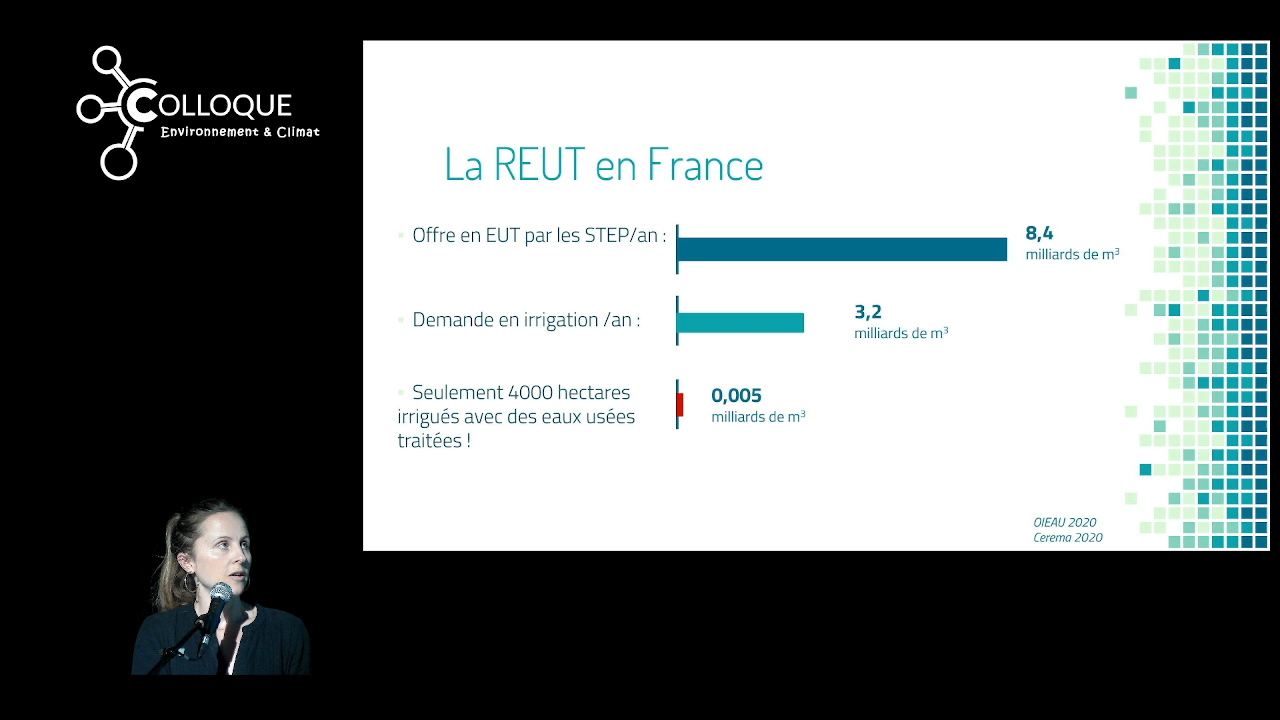 COLLOQUE
Environnement & Climat
La REUT en France
Offre en EUT par les STEP/an :
8,4
milliards de m³
Demande en irrigation /an :
3,2
milliards de m³
Seulement 4000 hectares
irrigués avec des eaux usées
traitées !
0,005
milliards de m³
OIEAU 2020
Cerema 2020